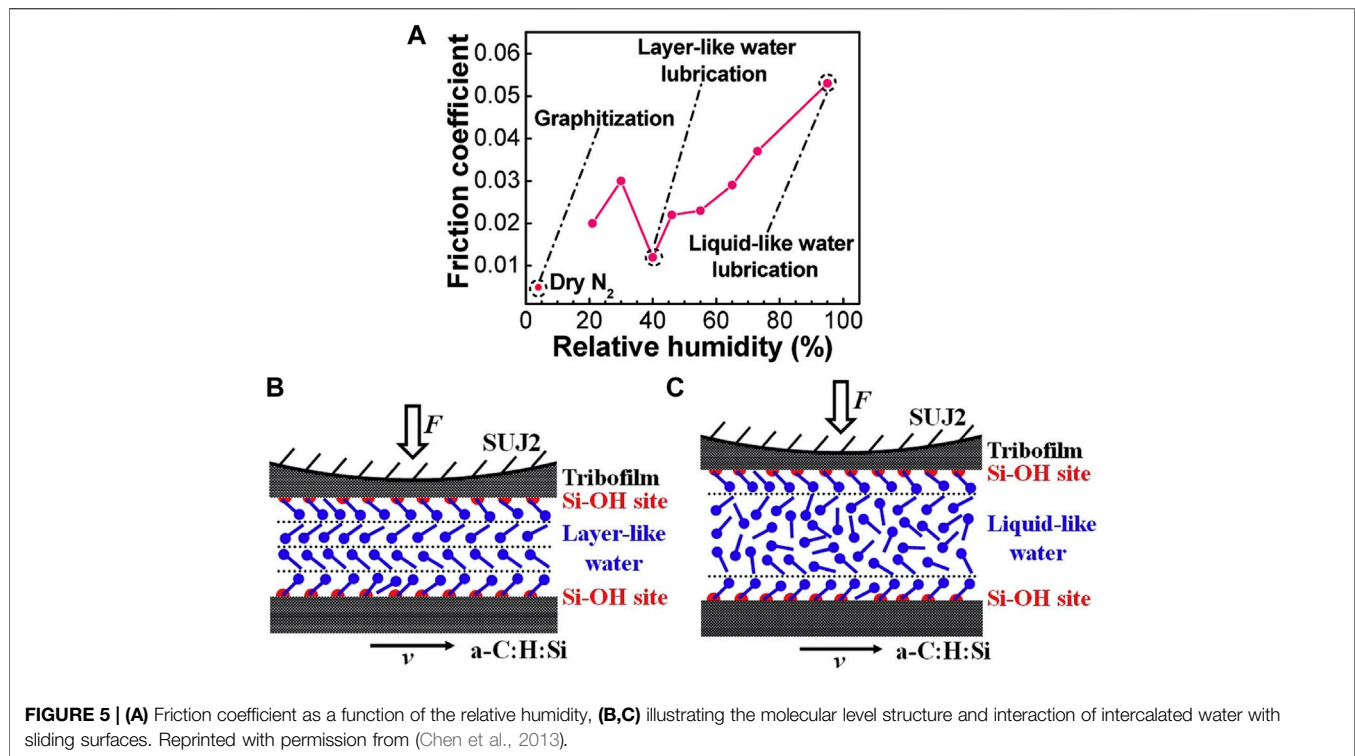 A
Friction coefficient
0.06
0.05
0.04
0.03
0.02
0.01
Layer-like water
lubrication
Graphitization
Liquid-like water
lubrication
Dry N₂
0 20 40 60 80 100
Relative humidity (%)
B
F
SUJ2
Tribofilm
Si-OH site
Layer-like
water
Si-OH site
v
a-C:H:Si
C
F
SUJ2
Tribofilm
Si-OH site
Liquid-like
water
Si-OH site
v
a-C:H:Si
FIGURE 5 | (A) Friction coefficient as a function of the relative humidity, (B,C) illustrating the molecular level structure and interaction of intercalated water with
sliding surfaces. Reprinted with permission from (Chen et al., 2013).